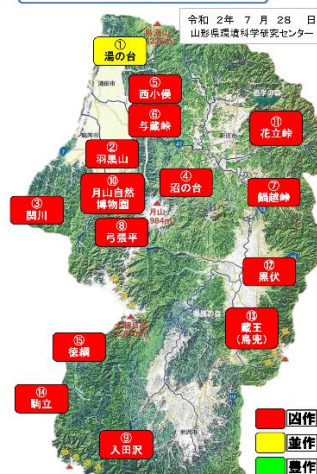 令和 2年 7 月 28 日
山形県環境科学研究センター
①
湯の台
⑤
西小俣
⑥
与蔵峠
⑪
花立峠
②
羽黒山
⑩
月山自然
博物園
④
沼の台
③
関川
⑦
鍋越峠
月山
⑧
弓張平
⑫
黒伏
⑬
蔵王
(鳥兜)
⑮
⑭
駒立
⑨
入田沢
凶作
並作
豊作